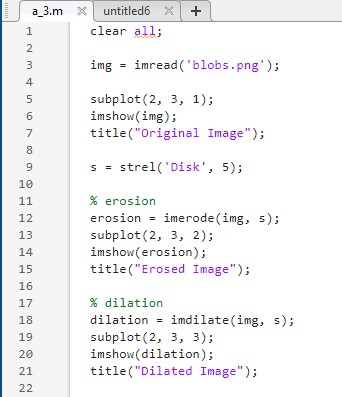 a_3.m × untitled6 × +
1 clear all;
2
3 img = imread('blobs.png');
4
5 subplot(2, 3, 1);
6 imshow(img);
7 title("Original Image");
8
9 s = strel('Disk', 5);
10
11 % erosion
12 erosion = imerode(img, s);
13 subplot(2, 3, 2);
14 imshow(erosion);
15 title("Erosed Image");
16
17 % dilation
18 dilation = imdilate(img, s);
19 subplot(2, 3, 3);
20 imshow(dilation);
21 title("Dilated Image");
22